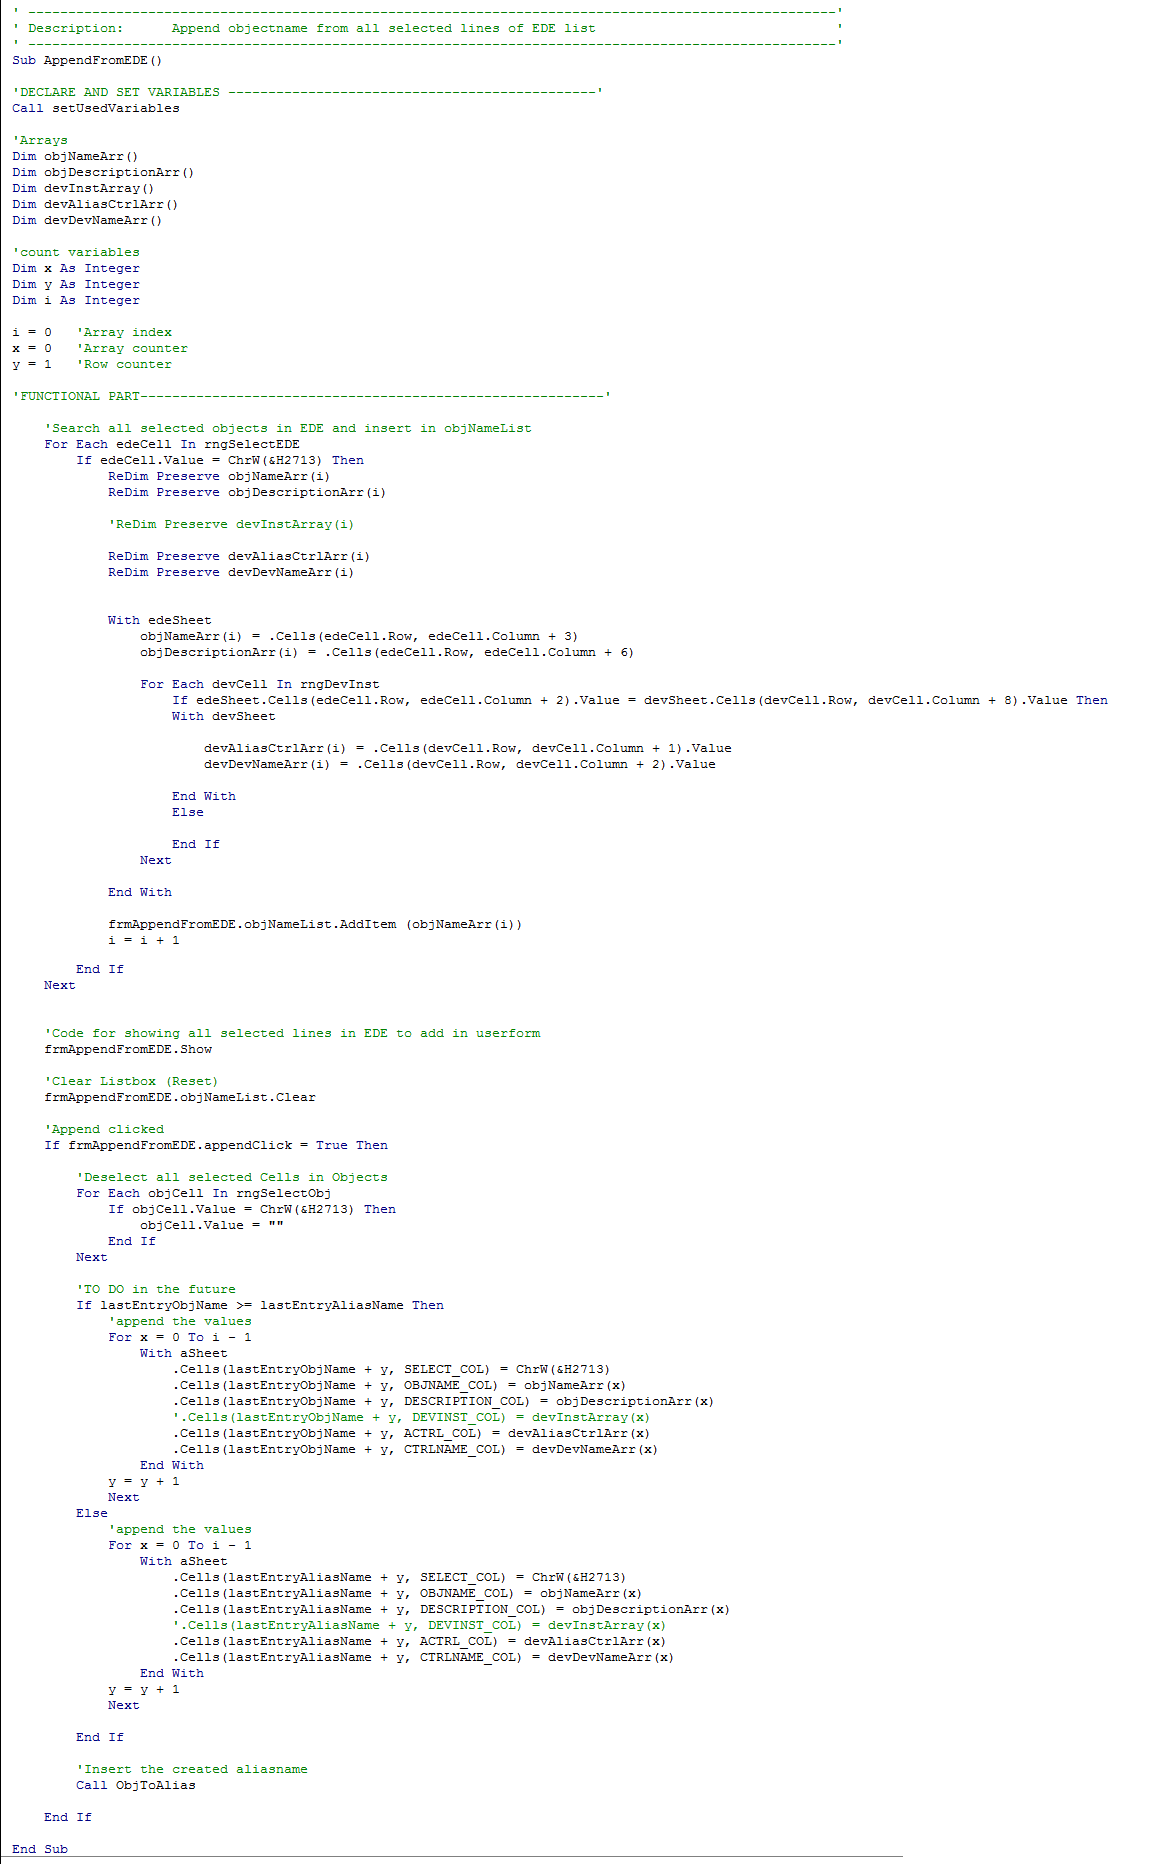 ' -----------------------------------------------------------------------------------------------------'
' Description:      Append objectname from all selected lines of EDE list                              '
' -----------------------------------------------------------------------------------------------------'
Sub AppendFromEDE()

'DECLARE AND SET VARIABLES ----------------------------------------------'
Call setUsedVariables

'Arrays
Dim objNameArr()
Dim objDescriptionArr()
Dim devInstArray()
Dim devAliasCtrlArr()
Dim devDevNameArr()

'count variables
Dim x As Integer
Dim y As Integer
Dim i As Integer

i = 0   'Array index
x = 0   'Array counter
y = 1   'Row counter

'FUNCTIONAL PART----------------------------------------------------------'

    'Search all selected objects in EDE and insert in objNameList
    For Each edeCell In rngSelectEDE
        If edeCell.Value = ChrW(&H2713) Then
            ReDim Preserve objNameArr(i)
            ReDim Preserve objDescriptionArr(i)

            'ReDim Preserve devInstArray(i)

            ReDim Preserve devAliasCtrlArr(i)
            ReDim Preserve devDevNameArr(i)

            With edeSheet
                objNameArr(i) = .Cells(edeCell.Row, edeCell.Column + 3)
                objDescriptionArr(i) = .Cells(edeCell.Row, edeCell.Column + 6)

                For Each devCell In rngDevInst
                    If edeSheet.Cells(edeCell.Row, edeCell.Column + 2).Value = devSheet.Cells(devCell.Row, devCell.Column + 8).Value Then
                    With devSheet

                        devAliasCtrlArr(i) = .Cells(devCell.Row, devCell.Column + 1).Value
                        devDevNameArr(i) = .Cells(devCell.Row, devCell.Column + 2).Value

                    End With
                    Else

                    End If
                Next

            End With

            frmAppendFromEDE.objNameList.AddItem (objNameArr(i))
            i = i + 1

        End If
    Next

    'Code for showing all selected lines in EDE to add in userform
    frmAppendFromEDE.Show

    'Clear Listbox (Reset)
    frmAppendFromEDE.objNameList.Clear

    'Append clicked
    If frmAppendFromEDE.appendClick = True Then

        'Deselect all selected Cells in Objects
        For Each objCell In rngSelectObj
            If objCell.Value = ChrW(&H2713) Then
                objCell.Value = ""
            End If
        Next

        'TO DO in the future
        If lastEntryObjName >= lastEntryAliasName Then
            'append the values
            For x = 0 To i - 1
                With aSheet
                    .Cells(lastEntryObjName + y, SELECT_COL) = ChrW(&H2713)
                    .Cells(lastEntryObjName + y, OBJNAME_COL) = objNameArr(x)
                    .Cells(lastEntryObjName + y, DESCRIPTION_COL) = objDescriptionArr(x)
                    '.Cells(lastEntryObjName + y, DEVINST_COL) = devInstArray(x)
                    .Cells(lastEntryObjName + y, ACTRL_COL) = devAliasCtrlArr(x)
                    .Cells(lastEntryObjName + y, CTRLNAME_COL) = devDevNameArr(x)
                End With
            y = y + 1
            Next
        Else
            'append the values
            For x = 0 To i - 1
                With aSheet
                    .Cells(lastEntryAliasName + y, SELECT_COL) = ChrW(&H2713)
                    .Cells(lastEntryAliasName + y, OBJNAME_COL) = objNameArr(x)
                    .Cells(lastEntryAliasName + y, DESCRIPTION_COL) = objDescriptionArr(x)
                    '.Cells(lastEntryAliasName + y, DEVINST_COL) = devInstArray(x)
                    .Cells(lastEntryAliasName + y, ACTRL_COL) = devAliasCtrlArr(x)
                    .Cells(lastEntryAliasName + y, CTRLNAME_COL) = devDevNameArr(x)
                End With
            y = y + 1
            Next

        End If

        'Insert the created aliasname
        Call ObjToAlias

    End If

End Sub